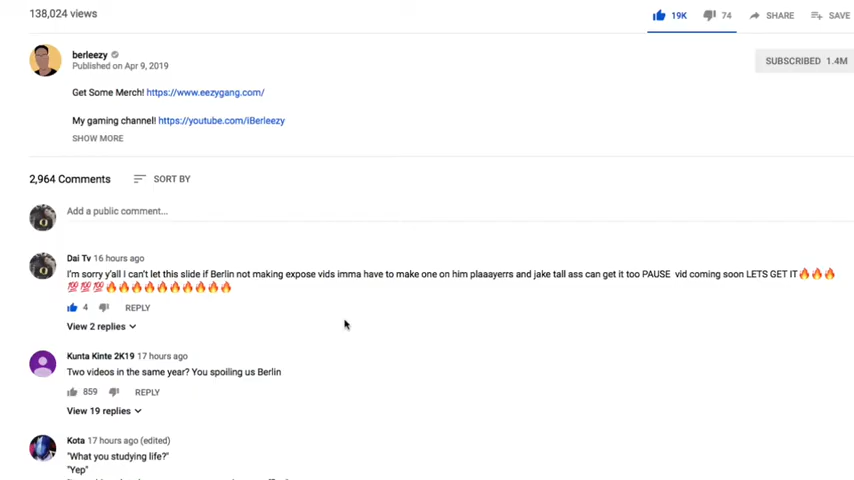 138,024 views
19K 74 SHARE SAVE
berleezy
Published on Apr 9, 2019
SUBSCRIBED 1.4M
Get Some Merch! https://www.eezygang.com/
My gaming channel! https://youtube.com/iBerleezy
SHOW MORE
2,964 Comments SORT BY
Add a public comment...
Dai Tv 16 hours ago
I'm sorry y'all I can't let this slide if Berlin not making expose vids imma have to make one on him plaaayerrs and jake tall ass can get it too PAUSE vid coming soon LETS GET IT🔥🔥🔥
💯💯💯🔥🔥🔥🔥🔥🔥🔥🔥🔥🔥
4 REPLY
View 2 replies
Kunta Kinte 2K19 17 hours ago
Two videos in the same year? You spoiling us Berlin
859 REPLY
View 19 replies
Kota 17 hours ago (edited)
"What you studying life?"
"Yep"